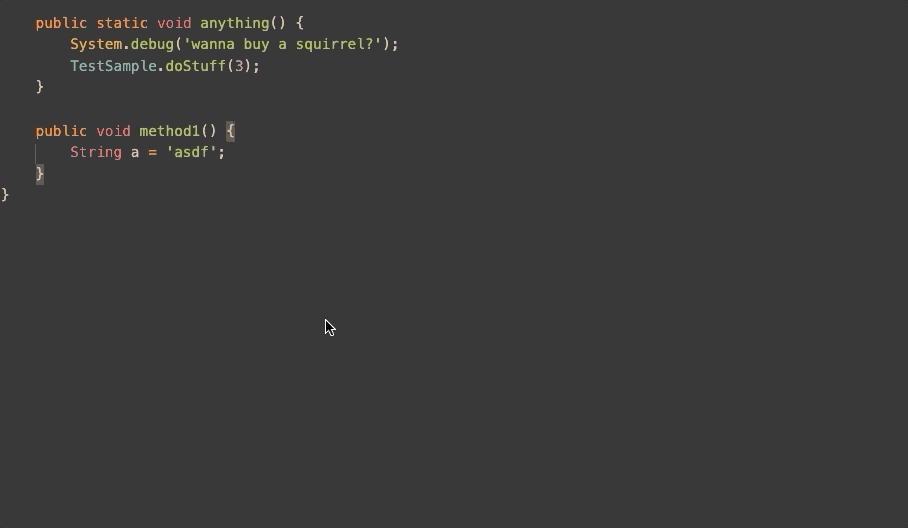 public static void anything() {
System.debug('wanna buy a squirrel?');
TestSample.doStuff(3);
}
public void method1() {
String a = 'asdf';
}
}